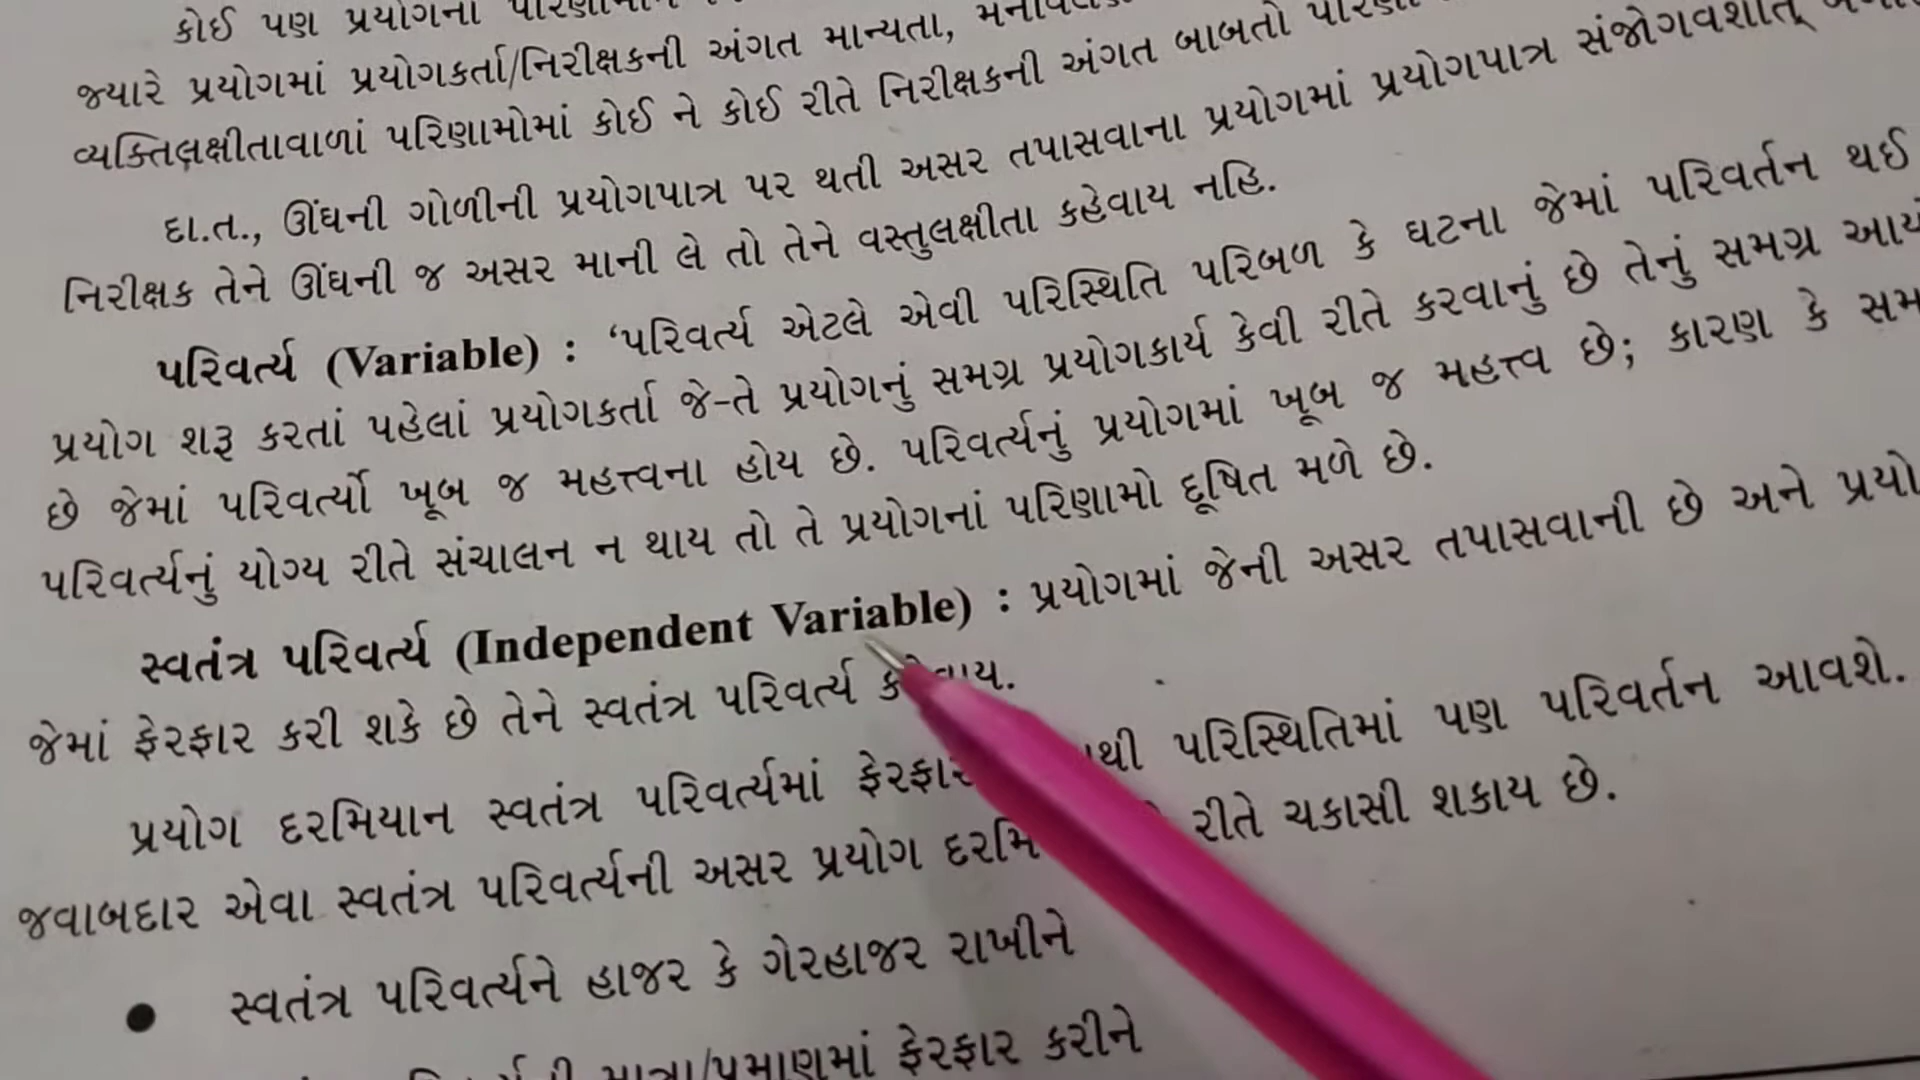 કોઈ પણ પ્રયોગના
જ્યારે પ્રયોગમાં પ્રયોગકર્તા/નિરીક્ષકની અંગત માન્યતા,
વ્યક્તિલક્ષીતાવાળાં પરિણામોમાં કોઈ ને કોઈ રીતે નિરીક્ષકની અંગત બાબતો
દા.ત., ઊંઘની ગોળીની પ્રયોગપાત્ર પર થતી અસર તપાસવાના પ્રયોગમાં પ્રયોગપાત્ર સંજોગવશાત્
નિરીક્ષક તેને ઊંઘની જ અસર માની લે તો તેને વસ્તુલક્ષીતા કહેવાય નહિ.
પરિવર્ત્ય (Variable) : ‘પરિવર્ત્ય એટલે એવી પરિસ્થિતિ પરિબળ કે ઘટના જેમાં પરિવર્તન થઈ
પ્રયોગ શરૂ કરતાં પહેલાં પ્રયોગકર્તા જે-તે પ્રયોગનું સમગ્ર પ્રયોગકાર્ય કેવી રીતે કરવાનું છે તેનું સમગ્ર
છે જેમાં પરિવર્ત્યો ખૂબ જ મહત્ત્વના હોય છે. પરિવર્ત્યનું પ્રયોગમાં ખૂબ જ મહત્ત્વ છે; કારણ કે
પરિવર્ત્યનું યોગ્ય રીતે સંચાલન ન થાય તો તે પ્રયોગનાં પરિણામો દૂષિત મળે છે.
સ્વતંત્ર પરિવર્ત્ય (Independent Variable) : પ્રયોગમાં જેની અસર તપાસવાની છે અને
જેમાં ફેરફાર કરી શકે છે તેને સ્વતંત્ર પરિવર્ત્ય
પ્રયોગ દરમિયાન સ્વતંત્ર પરિવર્ત્યમાં ફેરફાર પરિસ્થિતિમાં પણ પરિવર્તન આવશે.
જવાબદાર એવા સ્વતંત્ર પરિવર્ત્યની અસર પ્રયોગ રીતે ચકાસી શકાય છે.
● સ્વતંત્ર પરિવર્ત્યને હાજર કે ગેરહાજર રાખીને
માત્રા/પ્રમાણમાં ફેરફાર કરીને